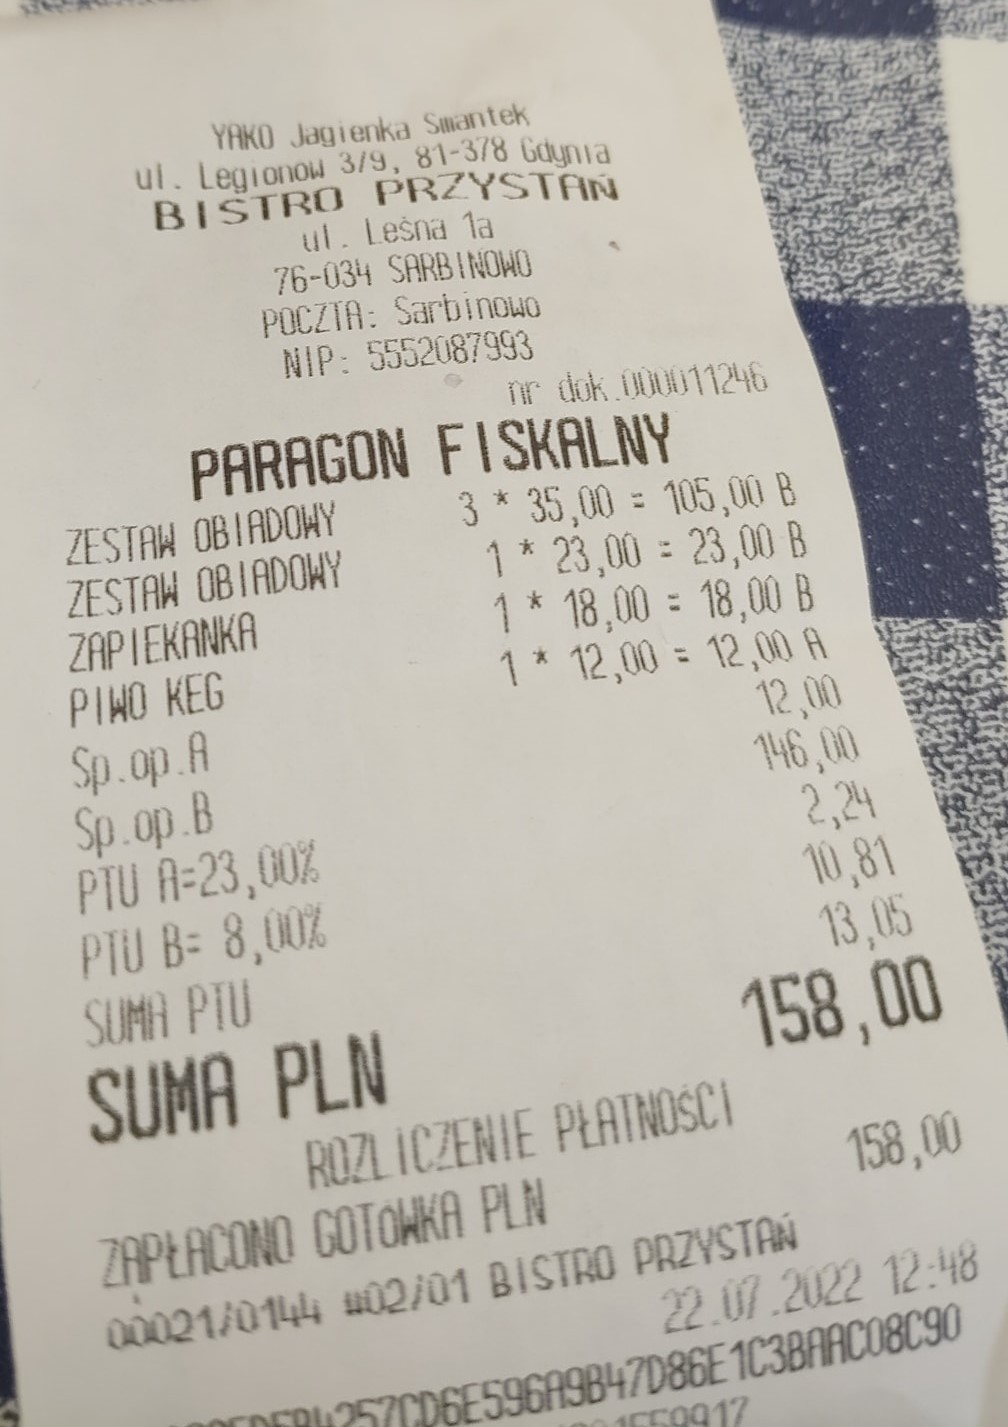 YAKO Jagienka Smantek
ul. Legionow 3/9, 81-378 Gdynia
BISTRO PRZYSTAŃ
ul. Leśna 1a
76-034 SARBINOWO
POCZTA: Sarbinowo
NIP: 5552087993
nr dok.000011246
PARAGON FISKALNY
ZESTAW OBIADOWY 3 * 35,00 = 105,00 B
ZESTAW OBIADOWY 1 * 23,00 = 23,00 B
ZAPIEKANKA 1 * 18,00 = 18,00 B
PIWO KEG 1 * 12,00 = 12,00 A
Sp.op.A 12,00
Sp.op.B 146,00
PTU A=23,00% 2,24
PTU B= 8,00% 10,81
SUMA PTU 13,05
SUMA PLN 158,00
ROZLICZENIE PŁATNOŚCI
ZAPŁACONO GOTÓWKA PLN 158,00
00021/0144 #02/01 BISTRO PRZYSTAŃ
22.07.2022 12:48